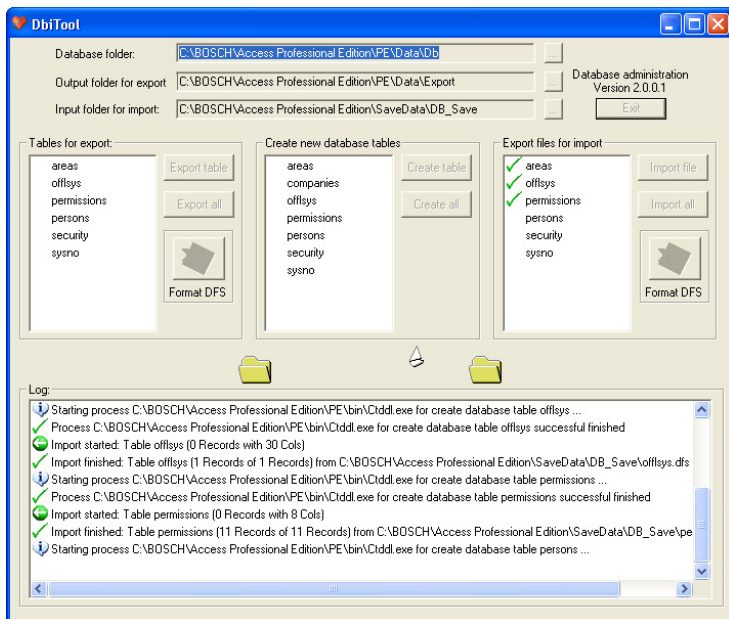 DbiTool
Database folder: C:\BOSCH\Access Professional Edition\PE\Data\Db ...
Output folder for export C:\BOSCH\Access Professional Edition\PE\Data\Export ...
Input folder for import: C:\BOSCH\Access Professional Edition\SaveData\DB_Save ...
Database administration
Version 2.0.0.1
Exit
Tables for export:
areas
offlsys
permissions
persons
security
sysno
Export table
Export all
Format DFS
Create new database tables
areas
companies
offlsys
permissions
persons
security
sysno
Create table
Create all
Export files for import
areas
offlsys
permissions
persons
security
sysno
Import file
Import all
Format DFS
Log:
Starting process C:\BOSCH\Access Professional Edition\PE\bin\Ctddl.exe for create database table offlsys ...
Process C:\BOSCH\Access Professional Edition\PE\bin\Ctddl.exe for create database table offlsys successful finished
Import started: Table offlsys (0 Records with 30 Cols)
Import finished: Table offlsys (1 Records of 1 Records) from C:\BOSCH\Access Professional Edition\SaveData\DB_Save\offlsys.dfs
Starting process C:\BOSCH\Access Professional Edition\PE\bin\Ctddl.exe for create database table permissions ...
Process C:\BOSCH\Access Professional Edition\PE\bin\Ctddl.exe for create database table permissions successful finished
Import started: Table permissions (0 Records with 8 Cols)
Import finished: Table permissions (11 Records of 11 Records) from C:\BOSCH\Access Professional Edition\SaveData\DB_Save\pe
Starting process C:\BOSCH\Access Professional Edition\PE\bin\Ctddl.exe for create database table persons ...